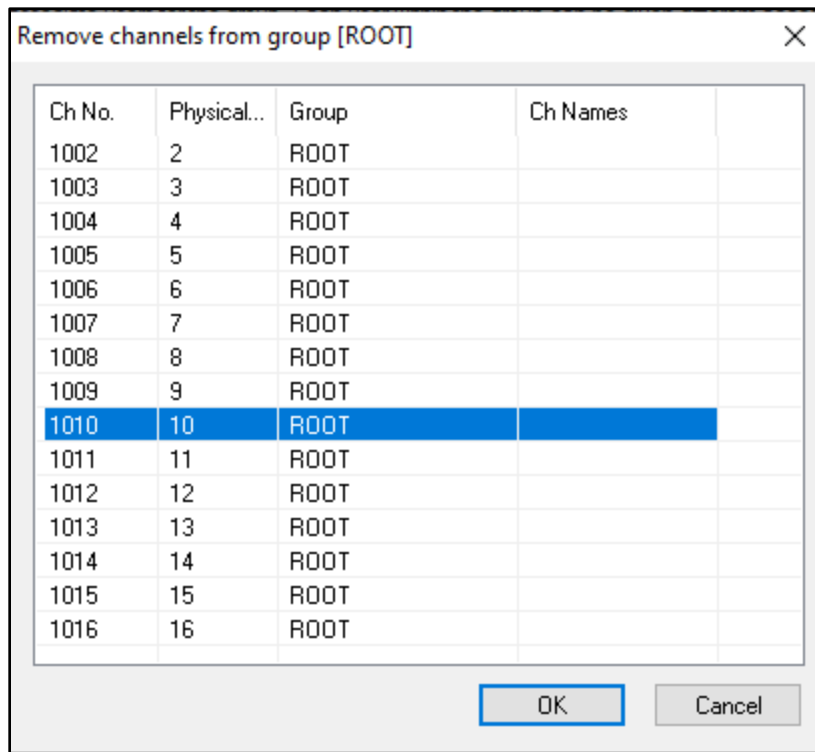 Remove channels from group [ROOT]
Ch No. Physical... Group Ch Names
1002 2 ROOT
1003 3 ROOT
1004 4 ROOT
1005 5 ROOT
1006 6 ROOT
1007 7 ROOT
1008 8 ROOT
1009 9 ROOT
1010 10 ROOT
1011 11 ROOT
1012 12 ROOT
1013 13 ROOT
1014 14 ROOT
1015 15 ROOT
1016 16 ROOT
OK Cancel